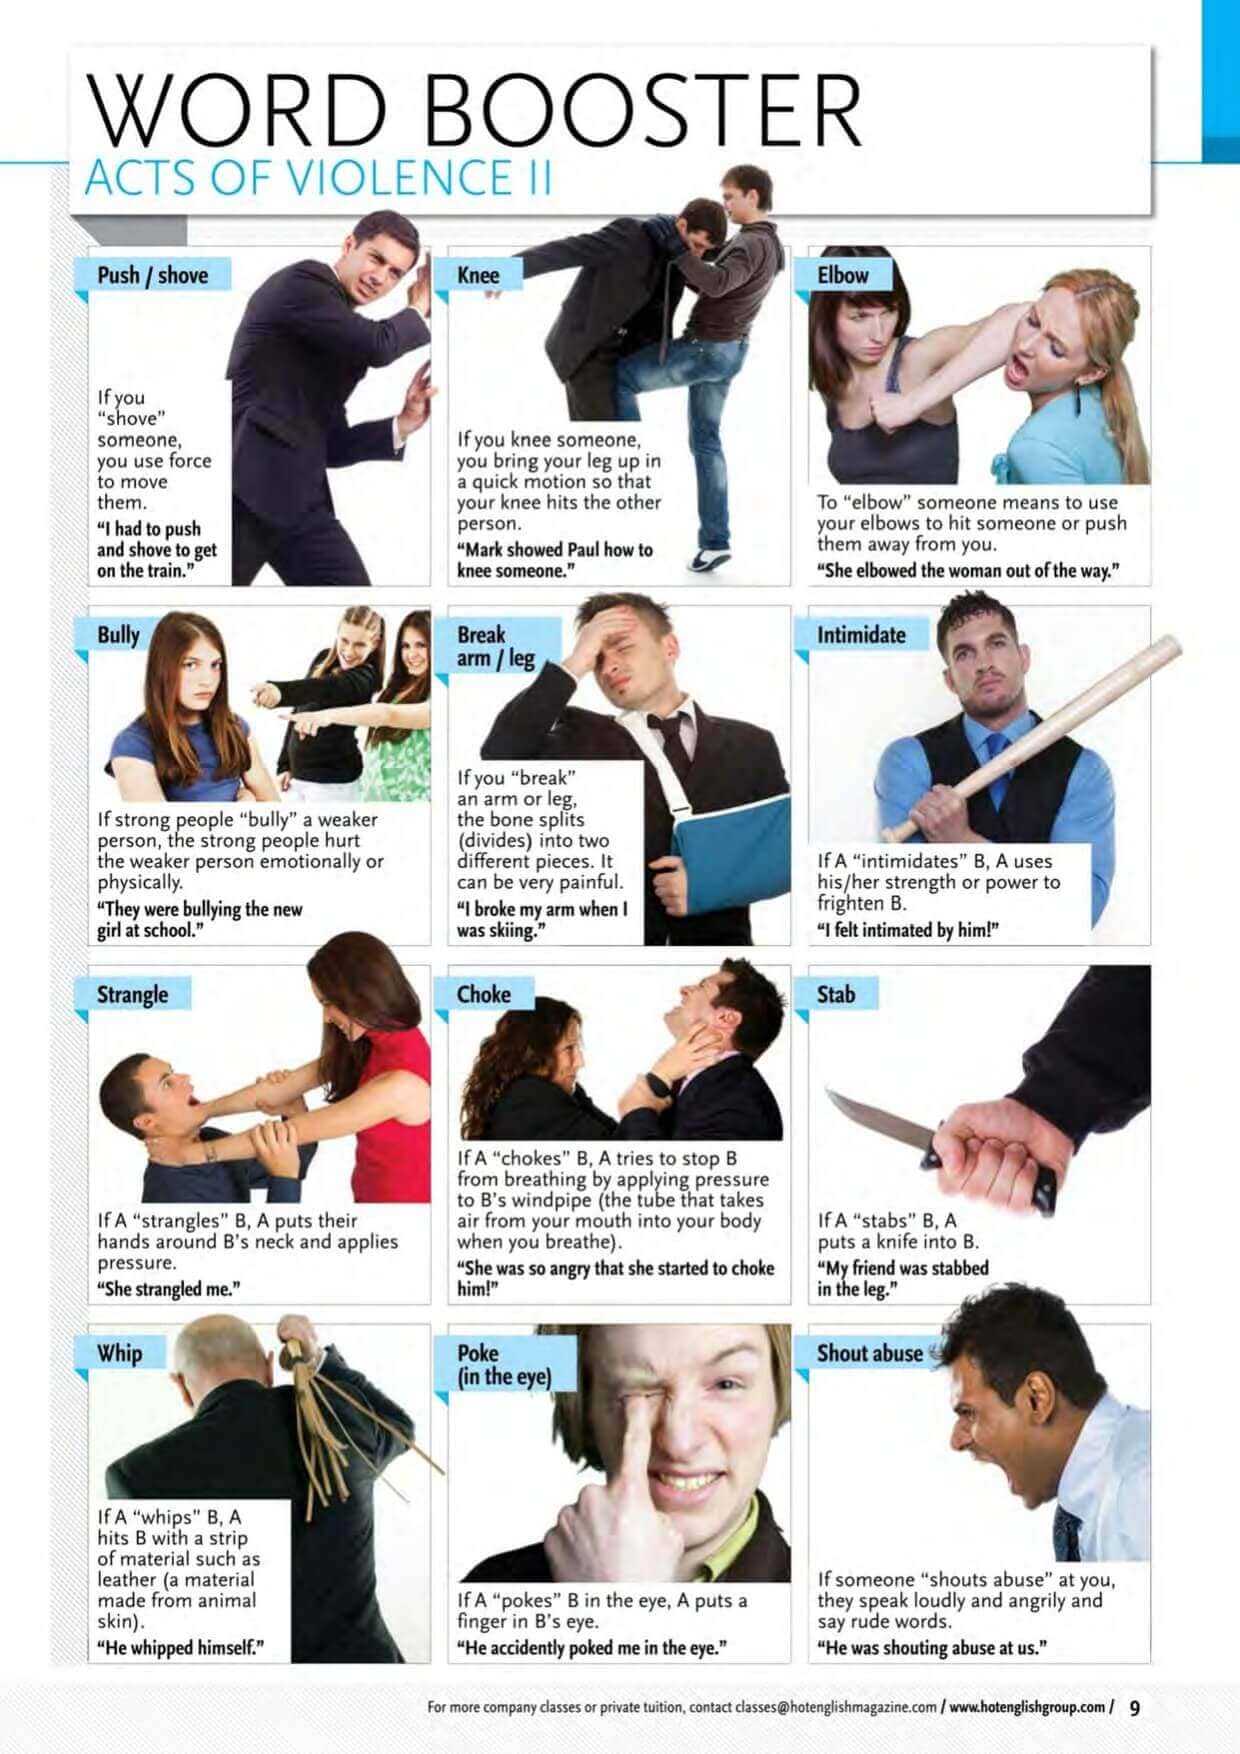 WORD BOOSTER
ACTS OF VIOLENCE II
Push / shove
If you
“shove”
someone,
you use force
to move
them.
“I had to push
and shove to get
on the train.”
Knee
If you knee someone,
you bring your leg up in
a quick motion so that
your knee hits the other
person.
“Mark showed Paul how to
knee someone.”
Elbow
To “elbow” someone means to use
your elbows to hit someone or push
them away from you.
“She elbowed the woman out of the way.”
Bully
If strong people “bully” a weaker
person, the strong people hurt
the weaker person emotionally or
physically.
“They were bullying the new
girl at school.”
Break
arm / leg
If you “break”
an arm or leg,
the bone splits
(divides) into two
different pieces. It
can be very painful.
“I broke my arm when I
was skiing.”
Intimidate
If A “intimidates” B, A uses
his/her strength or power to
frighten B.
“I felt intimated by him!”
Strangle
If A “strangles” B, A puts their
hands around B’s neck and applies
pressure.
“She strangled me.”
Choke
If A “chokes” B, A tries to stop B
from breathing by applying pressure
to B’s windpipe (the tube that takes
air from your mouth into your body
when you breathe).
“She was so angry that she started to choke
him!”
Stab
If A “stabs” B, A
puts a knife into B.
“My friend was stabbed
in the leg.”
Whip
If A “whips” B, A
hits B with a strip
of material such as
leather (a material
made from animal
skin).
“He whipped himself.”
Poke
(in the eye)
If A “pokes” B in the eye, A puts a
finger in B’s eye.
“He accidently poked me in the eye.”
Shout abuse
If someone “shouts abuse” at you,
they speak loudly and angrily and
say rude words.
“He was shouting abuse at us.”
For more company classes or private tuition, contact classes@hotenglishmagazine.com / www.hotenglishgroup.com / 9